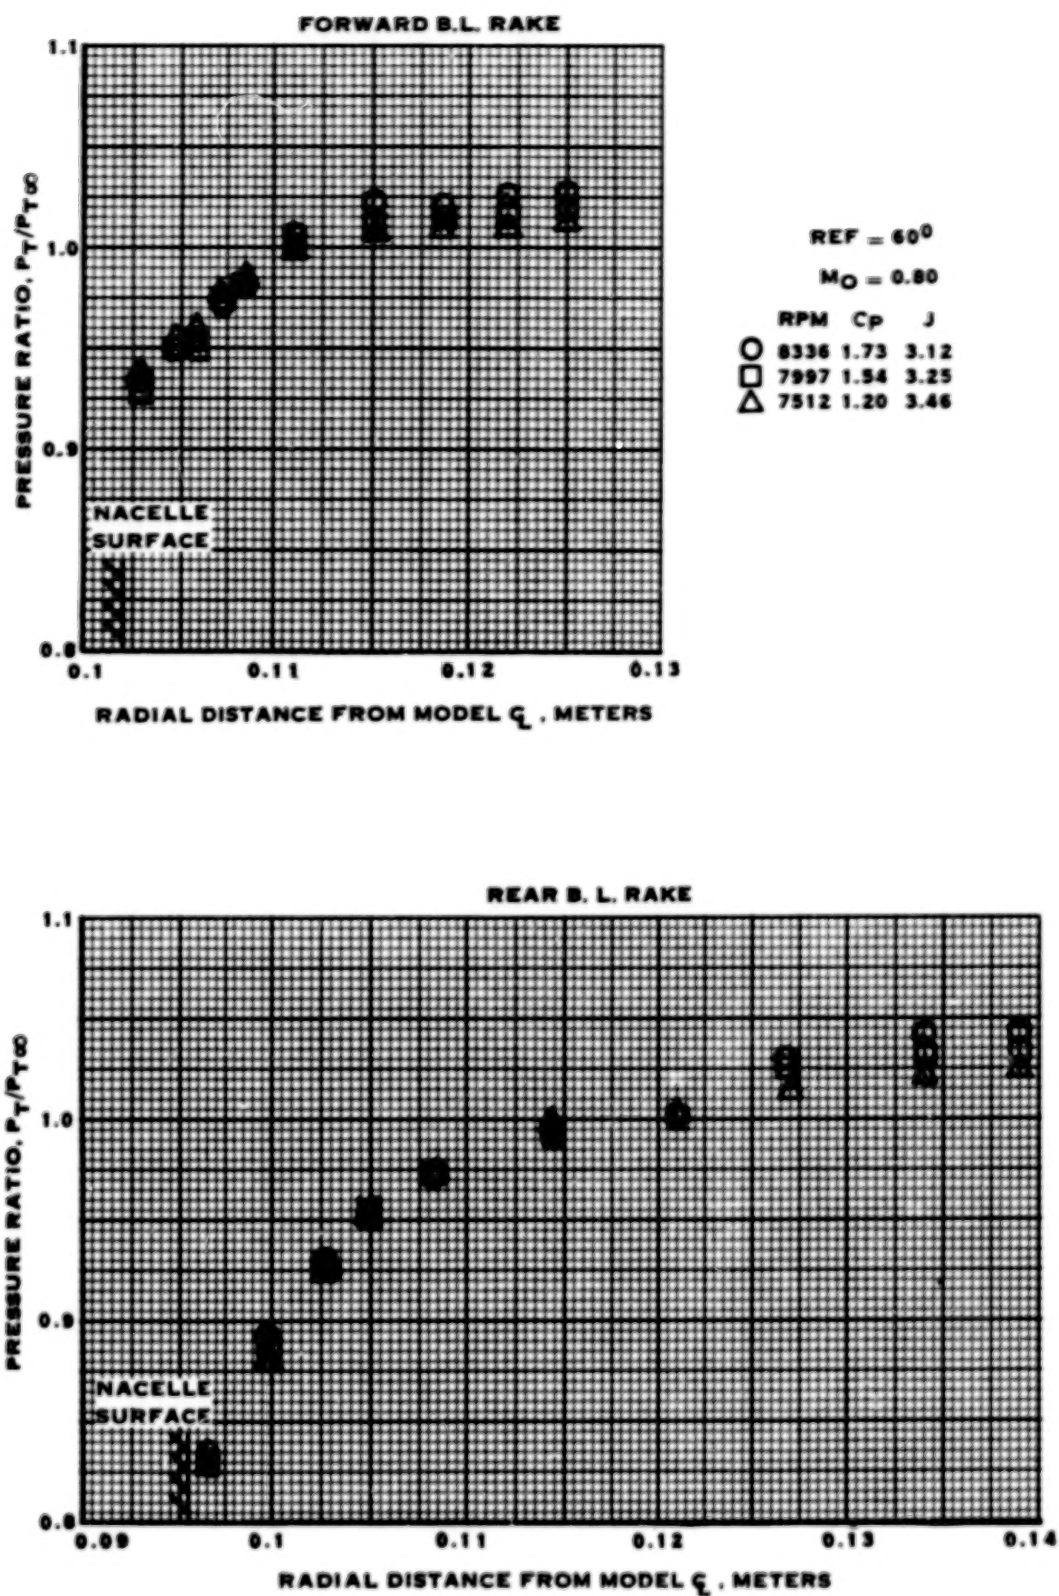 FORWARD B.L. RAKE
1.1
1.0
0.9
0.8
PRESSURE RATIO, PT/PT∞
NACELLE
SURFACE
0.1 0.11 0.12 0.13
RADIAL DISTANCE FROM MODEL ℄, METERS
REF = 60⁰
MO = 0.80
RPM Cp J
○ 8336 1.73 3.12
□ 7997 1.54 3.25
△ 7512 1.20 3.46
REAR B. L. RAKE
1.1
1.0
0.9
0.8
PRESSURE RATIO, PT/PT∞
NACELLE
SURFACE
0.09 0.1 0.11 0.12 0.13 0.14
RADIAL DISTANCE FROM MODEL ℄, METERS